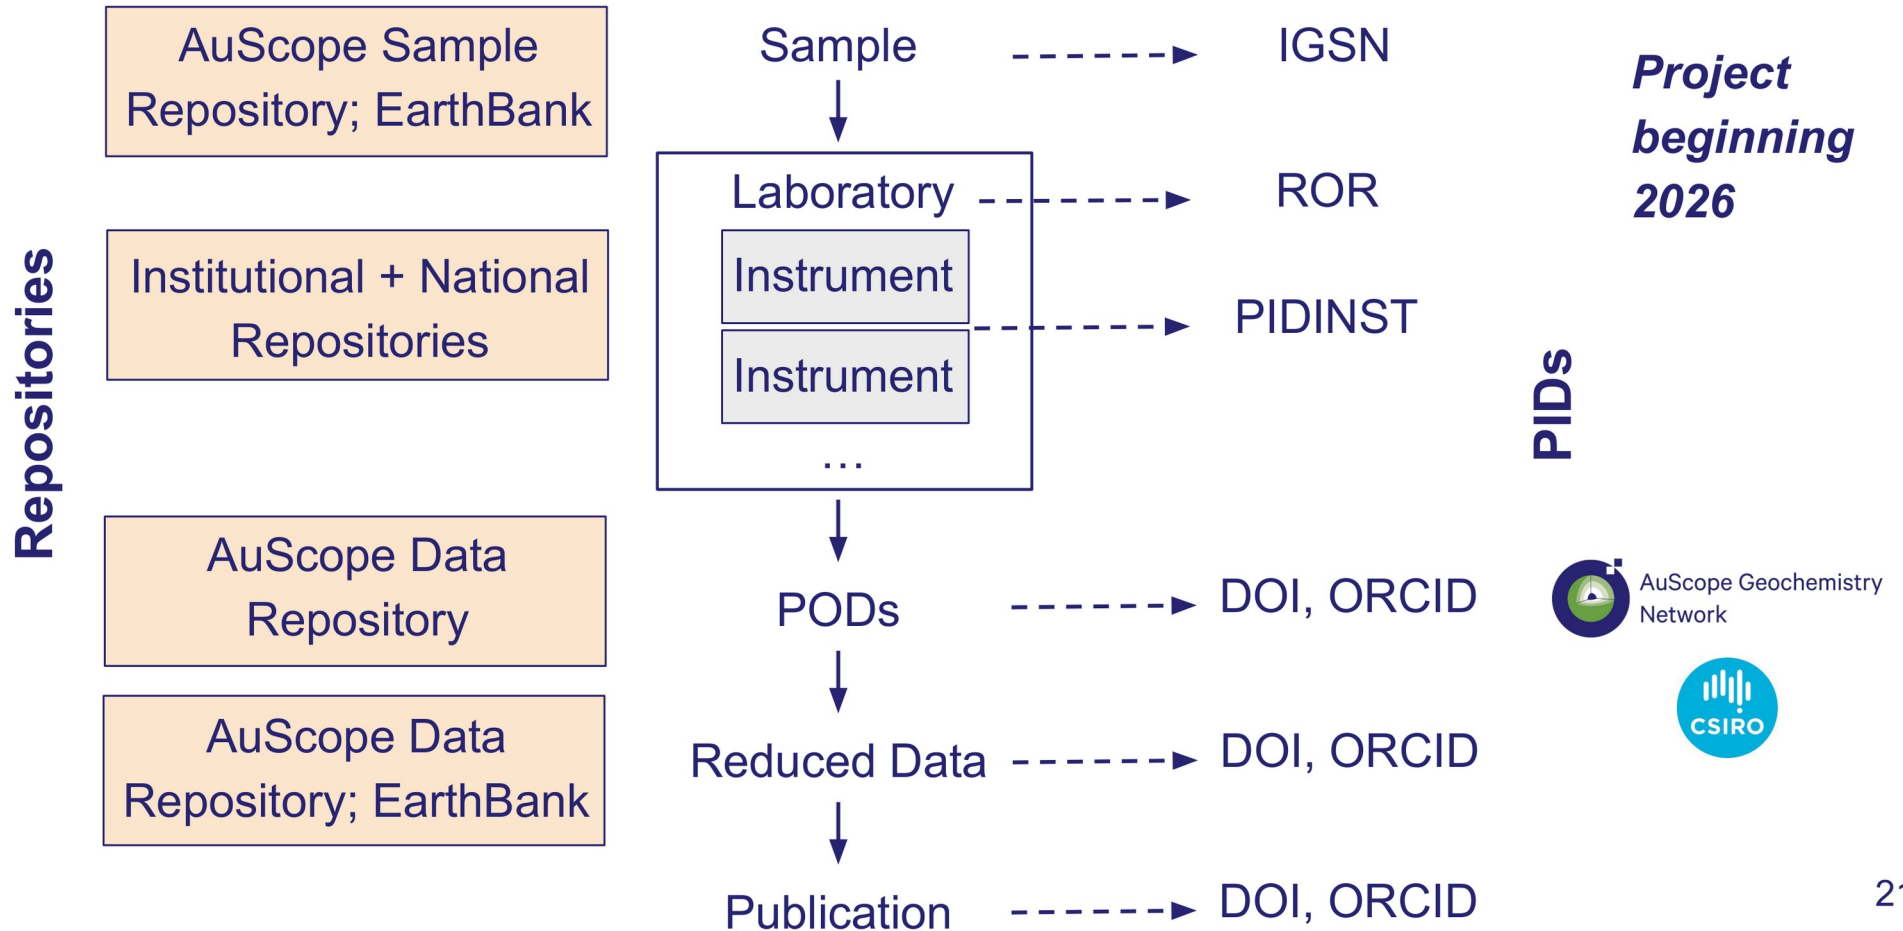 AuScope Sample
Repository; EarthBank
Sample
IGSN
Project
beginning
2026
Repositories
Institutional + National
Repositories
Laboratory
ROR
Instrument
PIDINST
Instrument
...
PIDs
AuScope Data
Repository
PODs
DOI, ORCID
AuScope Geochemistry
Network
AuScope Data
Repository; EarthBank
Reduced Data
DOI, ORCID
CSIRO
Publication
DOI, ORCID
21